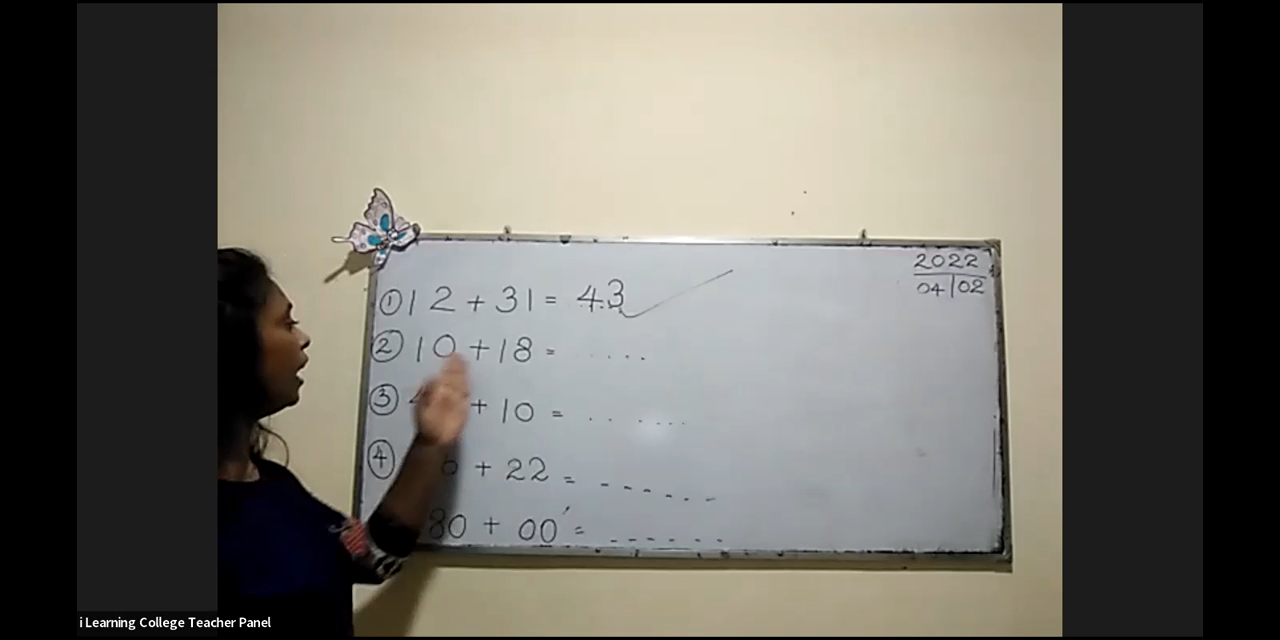 2022
04|02
① 12 + 31 = 43
② 10 + 18 = .....
③ + 10 = .. ....
④ + 22 = ------
80 + 00 = ------
i Learning College Teacher Panel